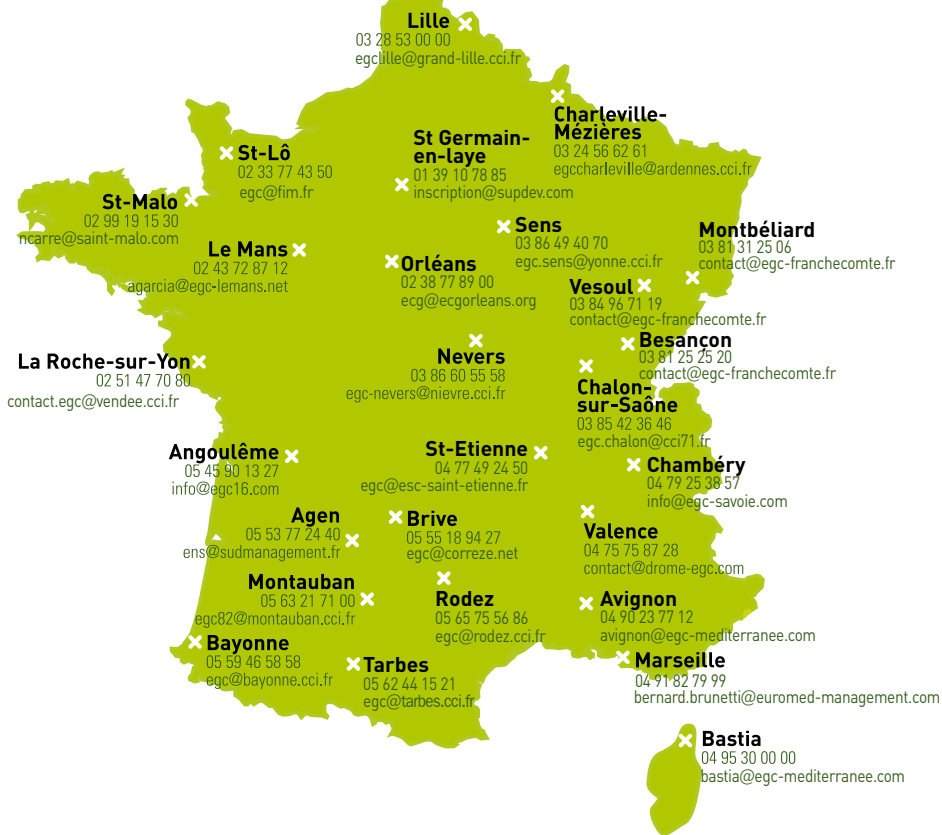 Lille
03 28 53 00 00
egclille@grand-lille.cci.fr
Charleville-
Mézières
03 24 56 62 61
egccharleville@ardennes.cci.fr
St Germain-
en-laye
01 39 10 78 85
inscription@supdev.com
St-Lô
02 33 77 43 50
egc@fim.fr
St-Malo
02 99 19 15 30
ncarre@saint-malo.com
Sens
03 86 49 40 70
egc.sens@yonne.cci.fr
Montbéliard
03 81 31 25 06
contact@egc-franchecomte.fr
Le Mans
02 43 72 87 12
agarcia@egc-lemans.net
Orléans
02 38 77 89 00
ecg@ecgorleans.org
Vesoul
03 84 96 71 19
contact@egc-franchecomte.fr
Besançon
03 81 25 25 20
contact@egc-franchecomte.fr
Nevers
03 86 60 55 58
egc-nevers@nievre.cci.fr
La Roche-sur-Yon
02 51 47 70 80
contact.egc@vendee.cci.fr
Chalon-
sur-Saône
03 85 42 36 46
egc.chalon@cci71.fr
Angoulême
05 45 90 13 27
info@egc16.com
St-Etienne
04 77 49 24 50
egc@esc-saint-etienne.fr
Chambéry
04 79 25 38 57
info@egc-savoie.com
Agen
05 53 77 24 40
ens@sudmanagement.fr
Brive
05 55 18 94 27
egc@correze.net
Valence
04 75 75 87 28
contact@drome-egc.com
Montauban
05 63 21 71 00
egc82@montauban.cci.fr
Rodez
05 65 75 56 86
egc@rodez.cci.fr
Avignon
04 90 23 77 12
avignon@egc-mediterranee.com
Bayonne
05 59 46 58 58
egc@bayonne.cci.fr
Tarbes
05 62 44 15 21
egc@tarbes.cci.fr
Marseille
04 91 82 79 99
bernard.brunetti@euromed-management.com
Bastia
04 95 30 00 00
bastia@egc-mediterranee.com